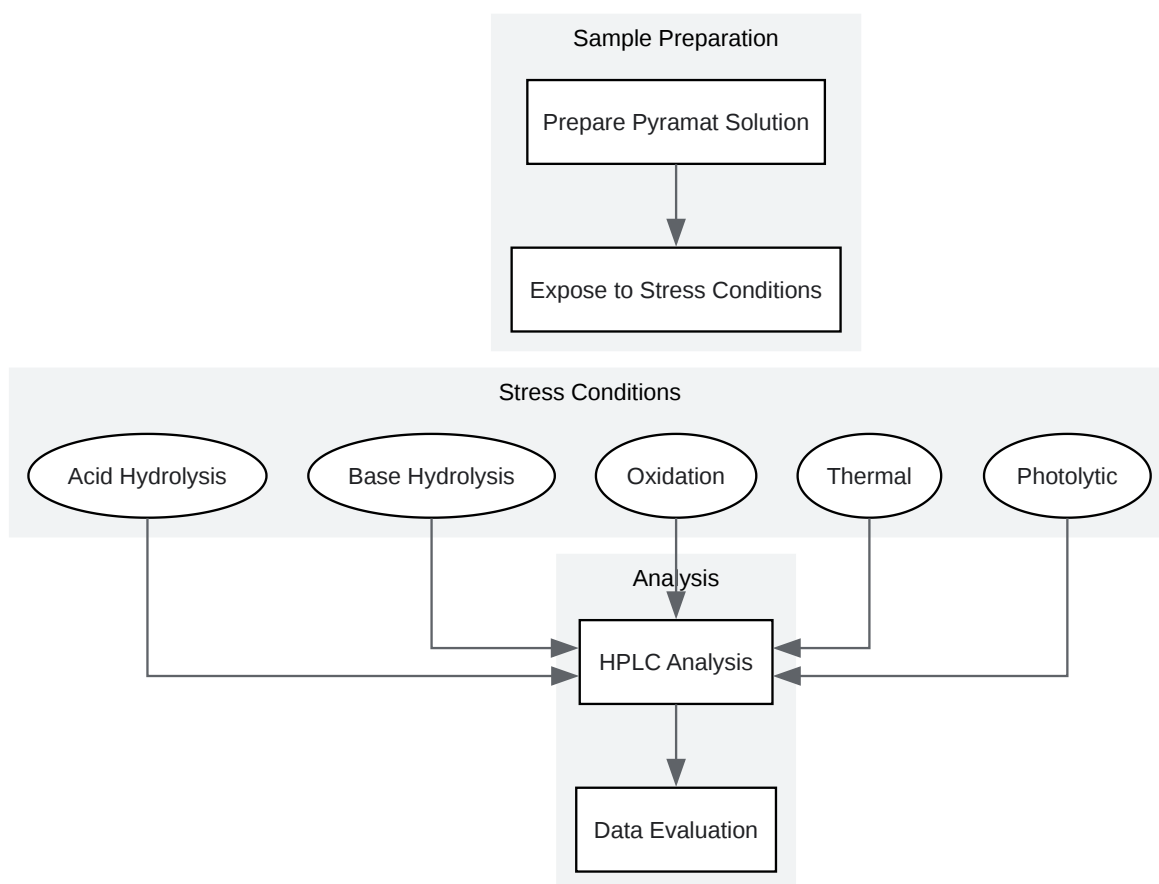 Sample Preparation
Prepare Pyramat Solution
Expose to Stress Conditions
Stress Conditions
Acid Hydrolysis
Base Hydrolysis
Oxidation
Thermal
Photolytic
Analysis
HPLC Analysis
Data Evaluation